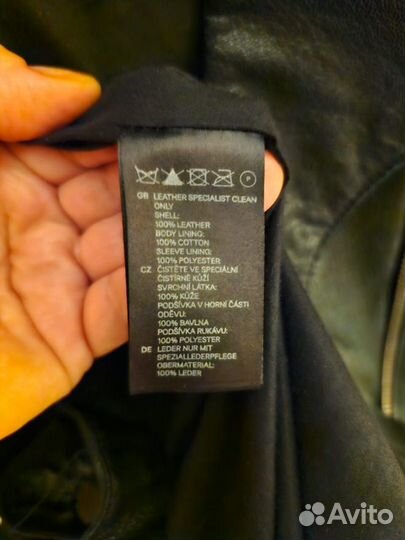 GB LEATHER SPECIALIST CLEAN
ONLY
SHELL:
100% LEATHER
BODY LINING:
100% COTTON
SLEEVE LINING:
100% POLYESTER
CZ ČISTĚTE VE SPECIÁLNÍ
ČISTÍRNĚ KŮŽÍ
SVRCHNÍ LÁTKA:
100% KŮŽE
PODŠÍVKA V HORNÍ ČÁSTI
ODĚVU:
100% BAVLNA
PODŠÍVKA RUKÁVU:
100% POLYESTER
DE LEDER NUR MIT
SPEZIALLEDERPFLEGE
OBERMATERIAL:
100% LEDER
Avito